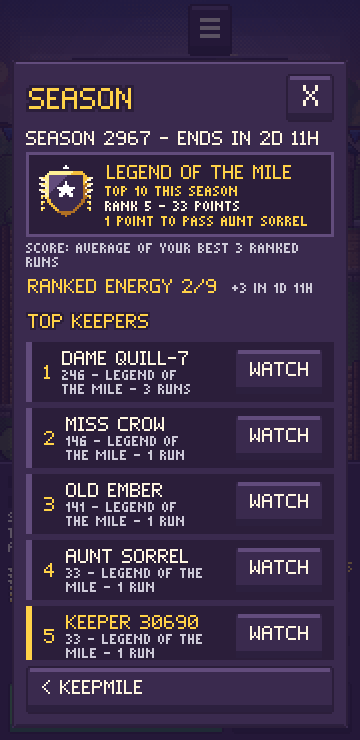 SEASON
X
SEASON 2967 - ENDS IN 2D 11H
LEGEND OF THE MILE
TOP 10 THIS SEASON
RANK 5 - 33 POINTS
1 POINT TO PASS AUNT SORREL
SCORE: AVERAGE OF YOUR BEST 3 RANKED
RUNS
RANKED ENERGY 2/9 +3 IN 1D 11H
TOP KEEPERS
1 DAME QUILL-7
246 - LEGEND OF
THE MILE - 3 RUNS
WATCH
2 MISS CROW
146 - LEGEND OF
THE MILE - 1 RUN
WATCH
3 OLD EMBER
141 - LEGEND OF
THE MILE - 1 RUN
WATCH
4 AUNT SORREL
33 - LEGEND OF THE
MILE - 1 RUN
WATCH
5 KEEPER 30690
33 - LEGEND OF THE
MILE - 1 RUN
WATCH
< KEEPMILE